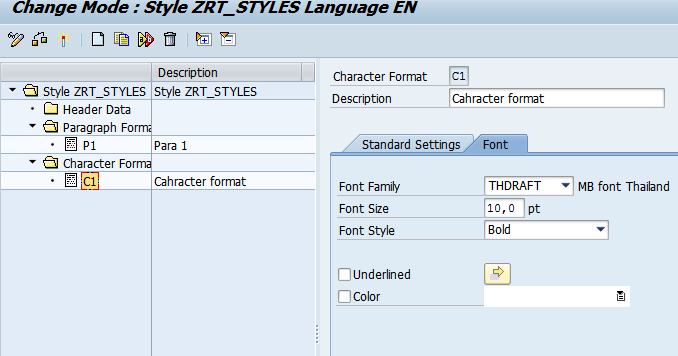 Change Mode : Style ZRT_STYLES Language EN
Description
Style ZRT_STYLES Style ZRT_STYLES
Header Data
Paragraph Forma
P1 Para 1
Character Forma
C1 Cahracter format
Character Format C1
Description Cahracter format
Standard Settings Font
Font Family THDRAFT MB font Thailand
Font Size 10,0 pt
Font Style Bold
Underlined
Color